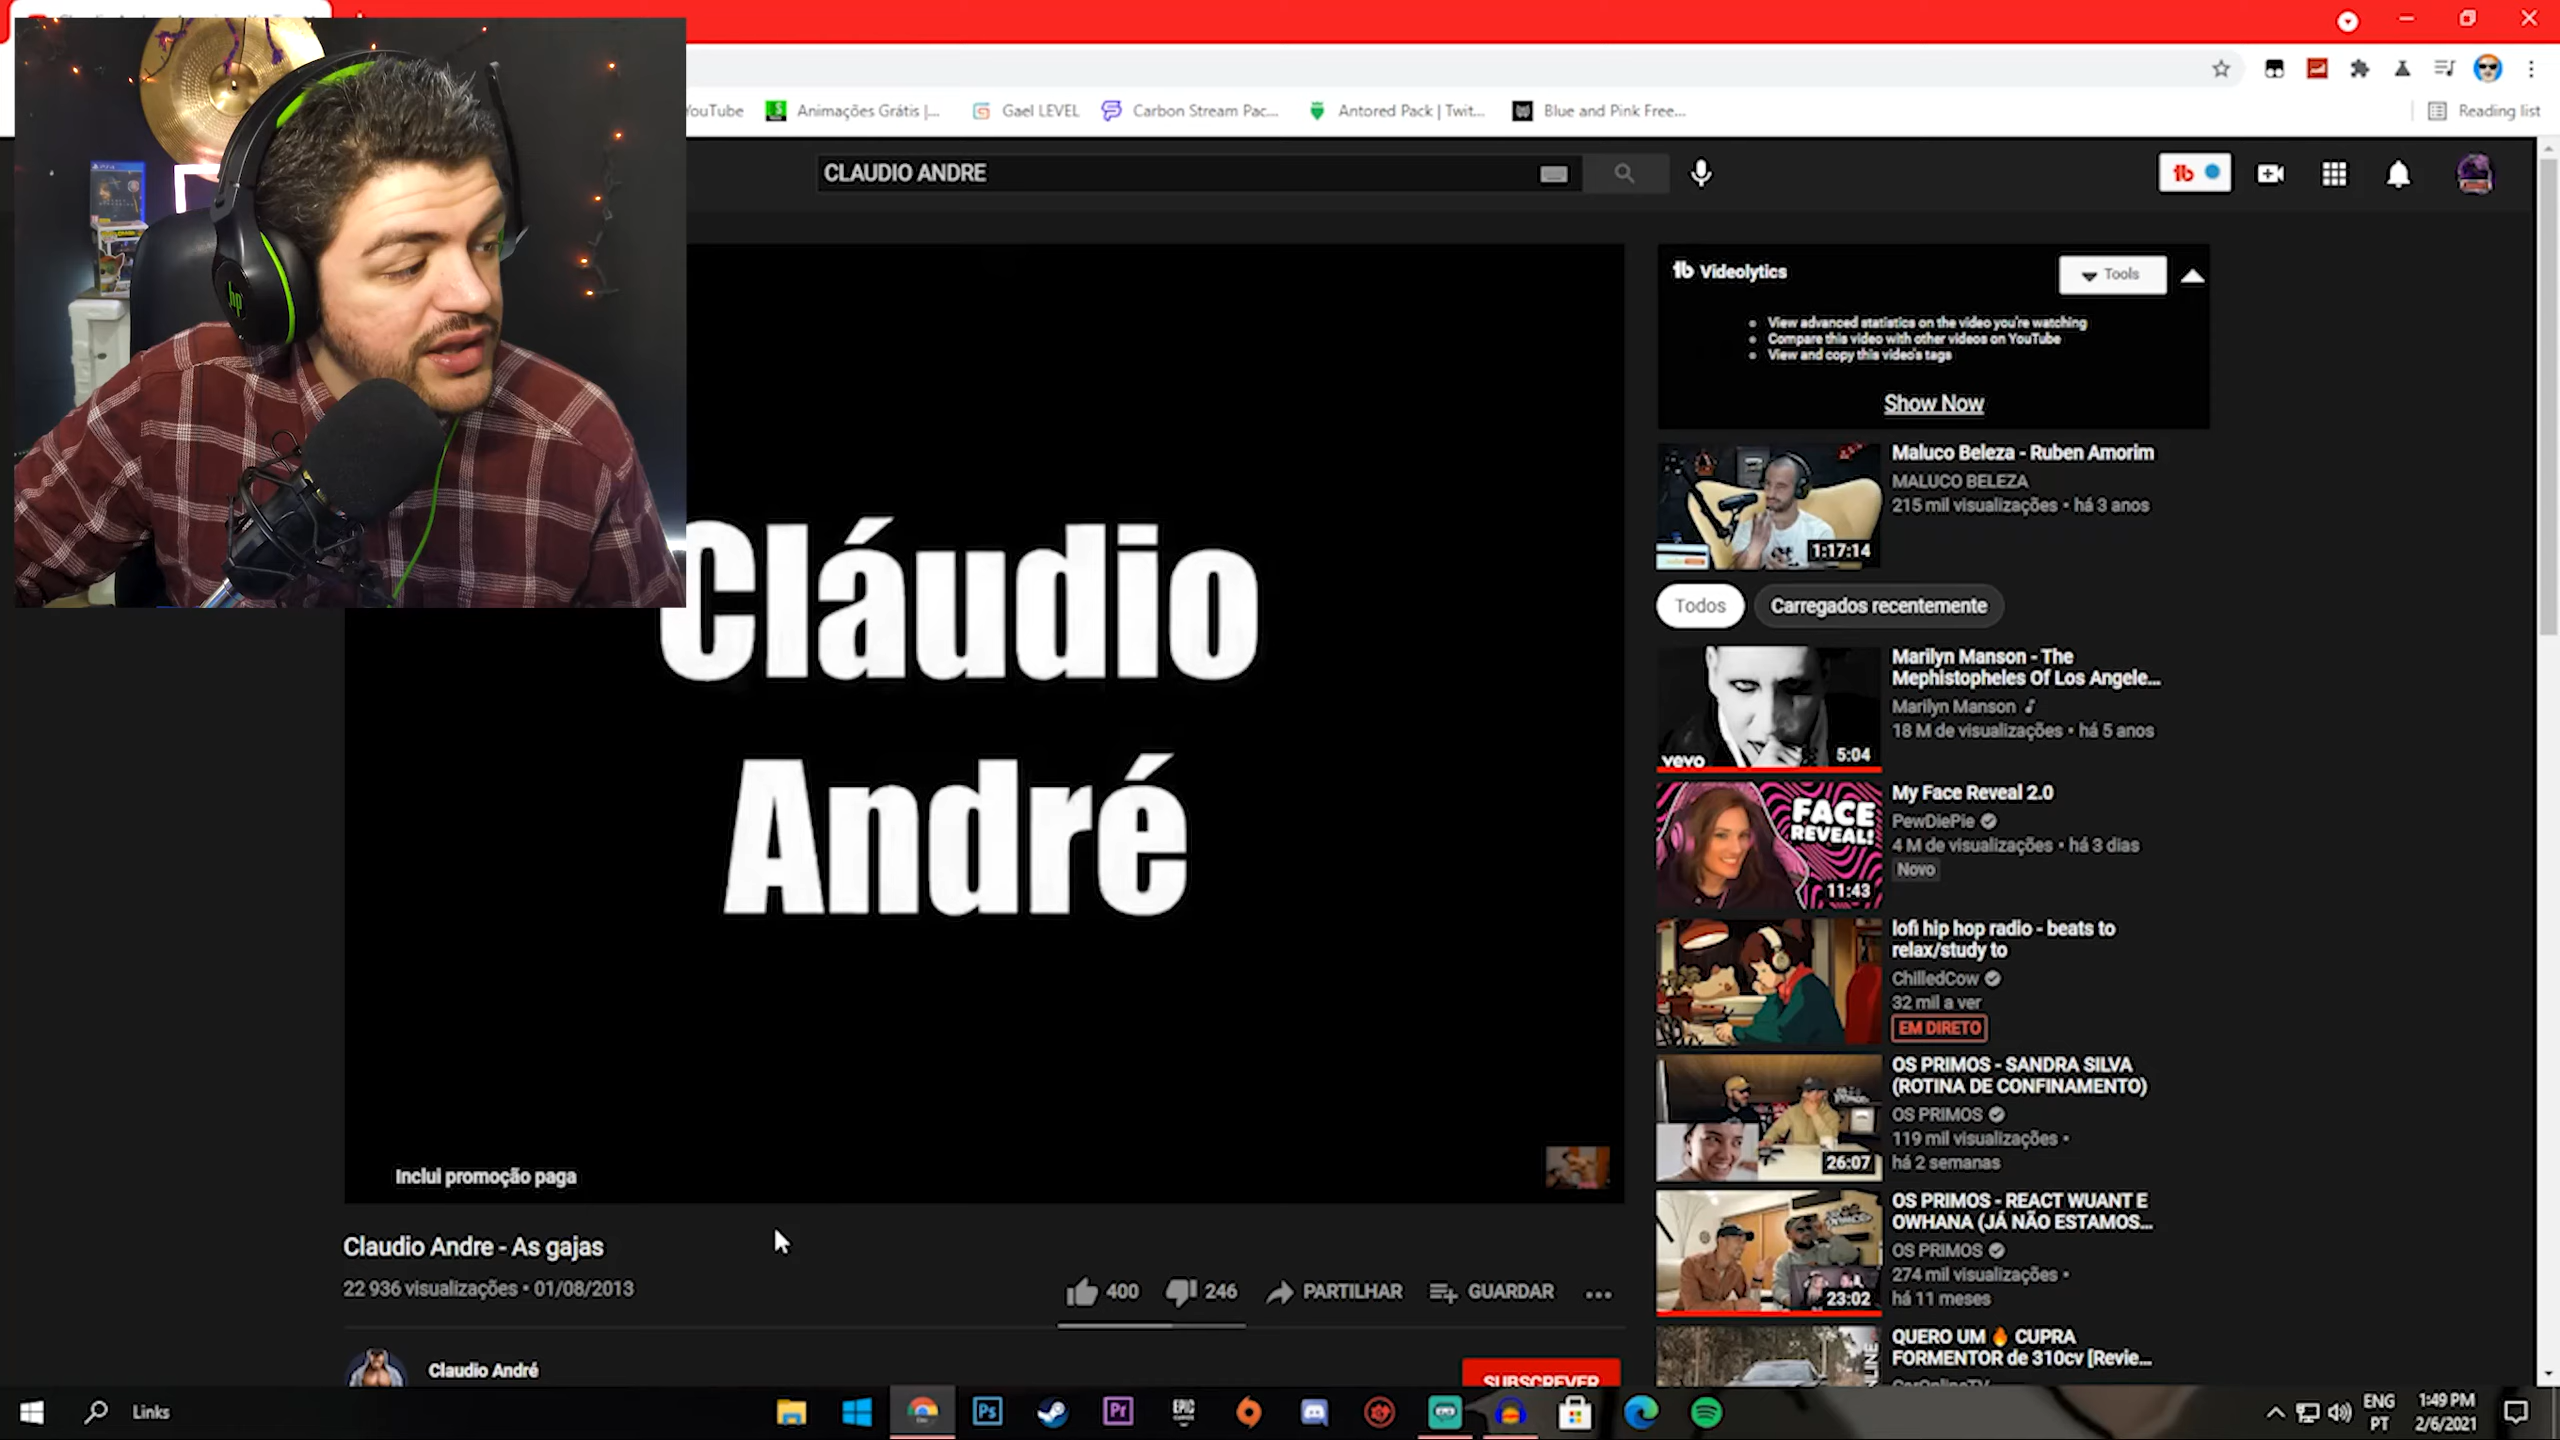 YouTube
Animações Grátis |...
Gael LEVEL
Carbon Stream Pac...
Antored Pack | Twit...
Blue and Pink Free...
Reading list
CLAUDIO ANDRE
hp
Cláudio
André
Inclui promoção paga
Claudio Andre - As gajas
22 936 visualizações • 01/08/2013
400
246
PARTILHAR
GUARDAR
Claudio André
SUBSCREVER
Videolytics
Tools
View advanced statistics on the video you're watching
Compare this video with other videos on YouTube
View and copy this video's tags
Show Now
Maluco Beleza - Ruben Amorim
MALUCO BELEZA
215 mil visualizações • há 3 anos
1:17:14
Todos
Carregados recentemente
Marilyn Manson - The
Mephistopheles Of Los Angele...
Marilyn Manson
18 M de visualizações • há 5 anos
vevo
5:04
My Face Reveal 2.0
PewDiePie
4 M de visualizações • há 3 dias
Novo
FACE
REVEAL!
11:43
lofi hip hop radio - beats to
relax/study to
ChilledCow
32 mil a ver
EM DIRETO
OS PRIMOS - SANDRA SILVA
(ROTINA DE CONFINAMENTO)
OS PRIMOS
119 mil visualizações •
há 2 semanas
26:07
OS PRIMOS - REACT WUANT E
OWHANA (JÁ NÃO ESTAMOS...
OS PRIMOS
274 mil visualizações •
há 11 meses
23:02
QUERO UM 🔥 CUPRA
FORMENTOR de 310cv [Revie...
Links
Ps
Pr
EPIC
GAMES
ENG
PT
1:49 PM
2/6/2021